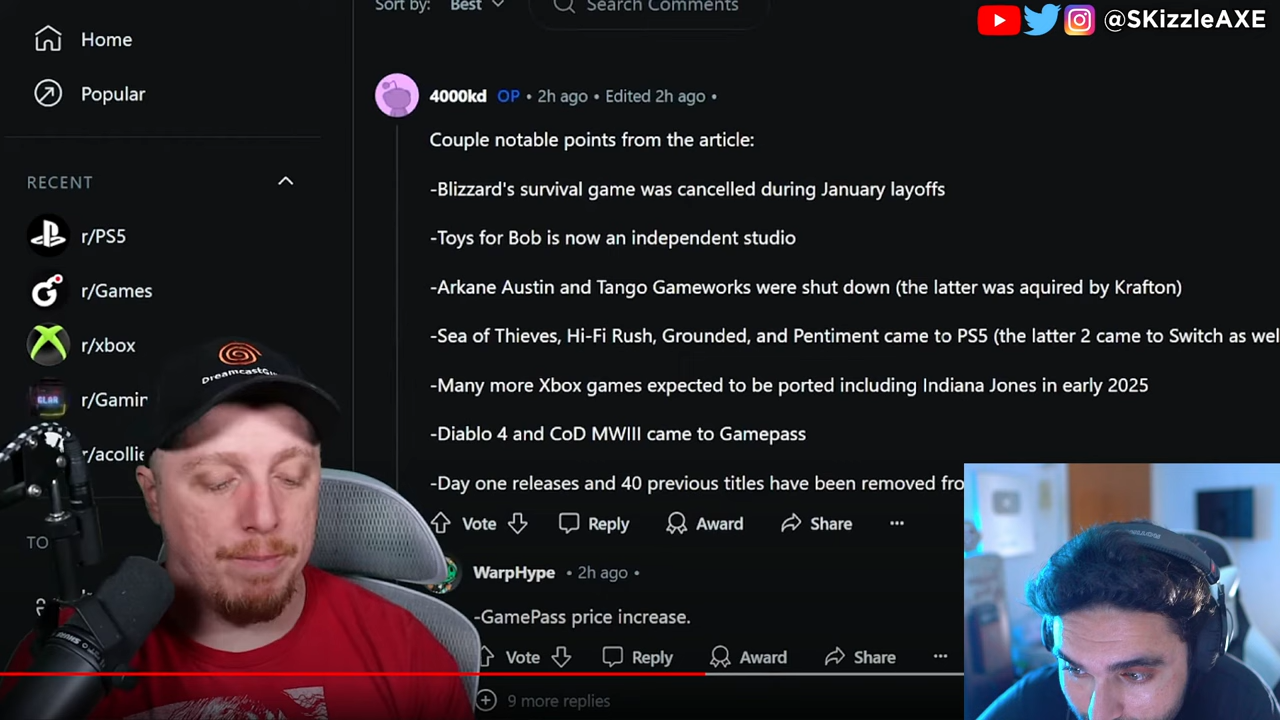 Sort by:
Best
Search Comments
@SKizzleAXE
Home
Popular
RECENT
r/PS5
r/Games
r/xbox
r/Gamin
r/acollie
TO
4000kd OP • 2h ago • Edited 2h ago •
Couple notable points from the article:
-Blizzard's survival game was cancelled during January layoffs
-Toys for Bob is now an independent studio
-Arkane Austin and Tango Gameworks were shut down (the latter was aquired by Krafton)
-Sea of Thieves, Hi-Fi Rush, Grounded, and Pentiment came to PS5 (the latter 2 came to Switch as wel
-Many more Xbox games expected to be ported including Indiana Jones in early 2025
-Diablo 4 and CoD MWIII came to Gamepass
-Day one releases and 40 previous titles have been removed fro
Vote
Reply
Award
Share
WarpHype • 2h ago •
-GamePass price increase.
Vote
Reply
Award
Share
9 more replies